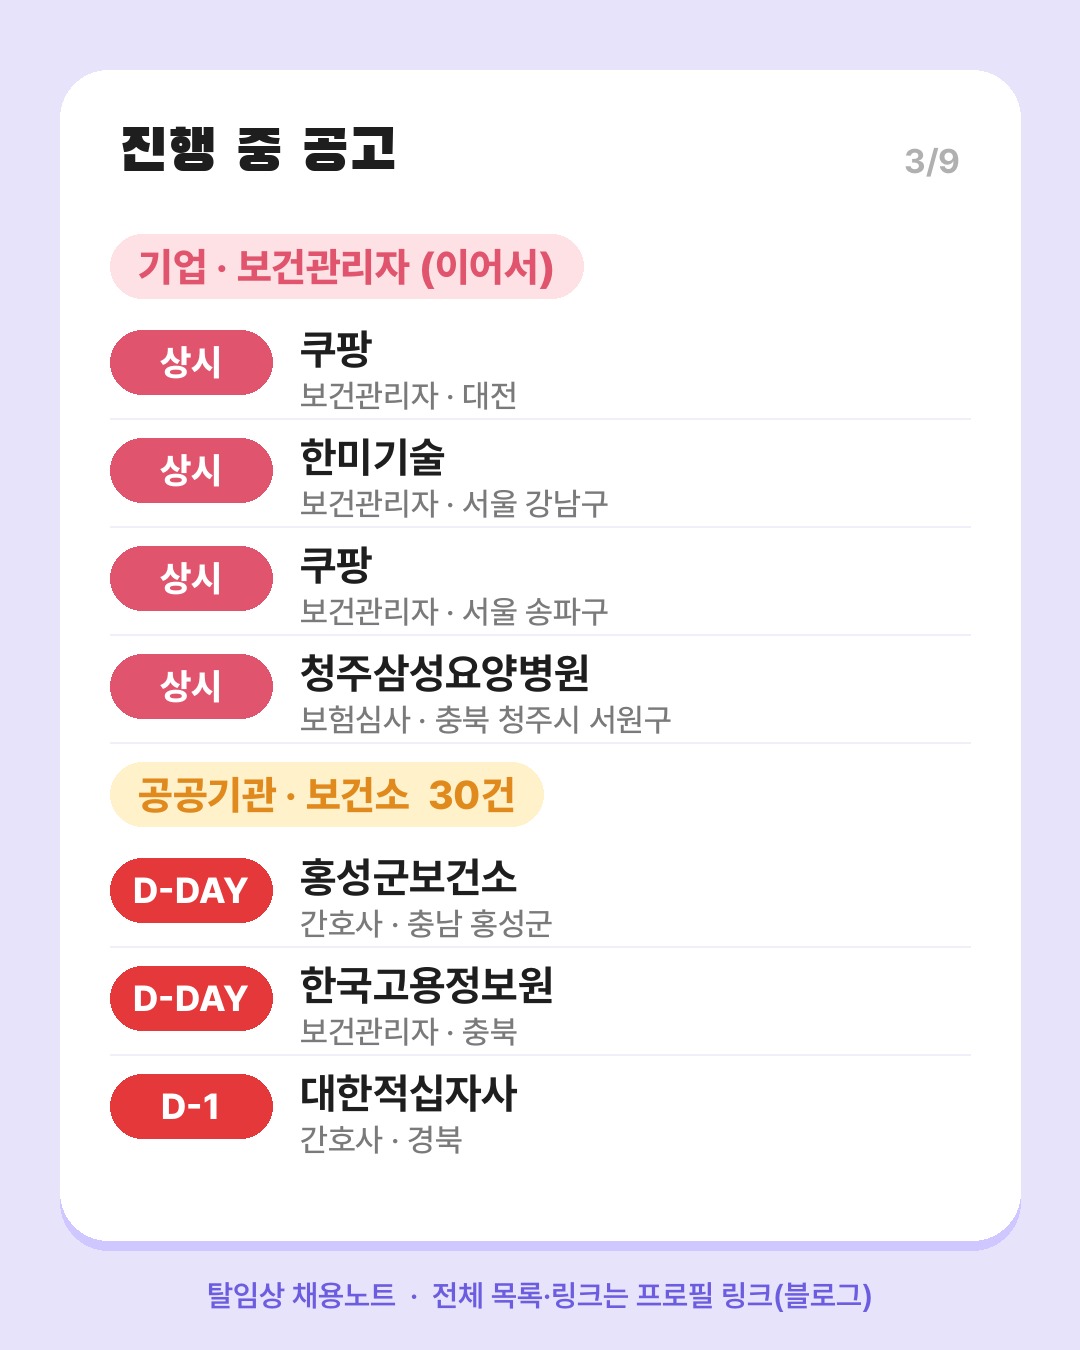 진행 중 공고
3/9
기업 · 보건관리자 (이어서)
상시
쿠팡
보건관리자 · 대전
상시
한미기술
보건관리자 · 서울 강남구
상시
쿠팡
보건관리자 · 서울 송파구
상시
청주삼성요양병원
보험심사 · 충북 청주시 서원구
공공기관 · 보건소 30건
D-DAY
홍성군보건소
간호사 · 충남 홍성군
D-DAY
한국고용정보원
보건관리자 · 충북
D-1
대한적십자사
간호사 · 경북
탈임상 채용노트 · 전체 목록·링크는 프로필 링크(블로그)